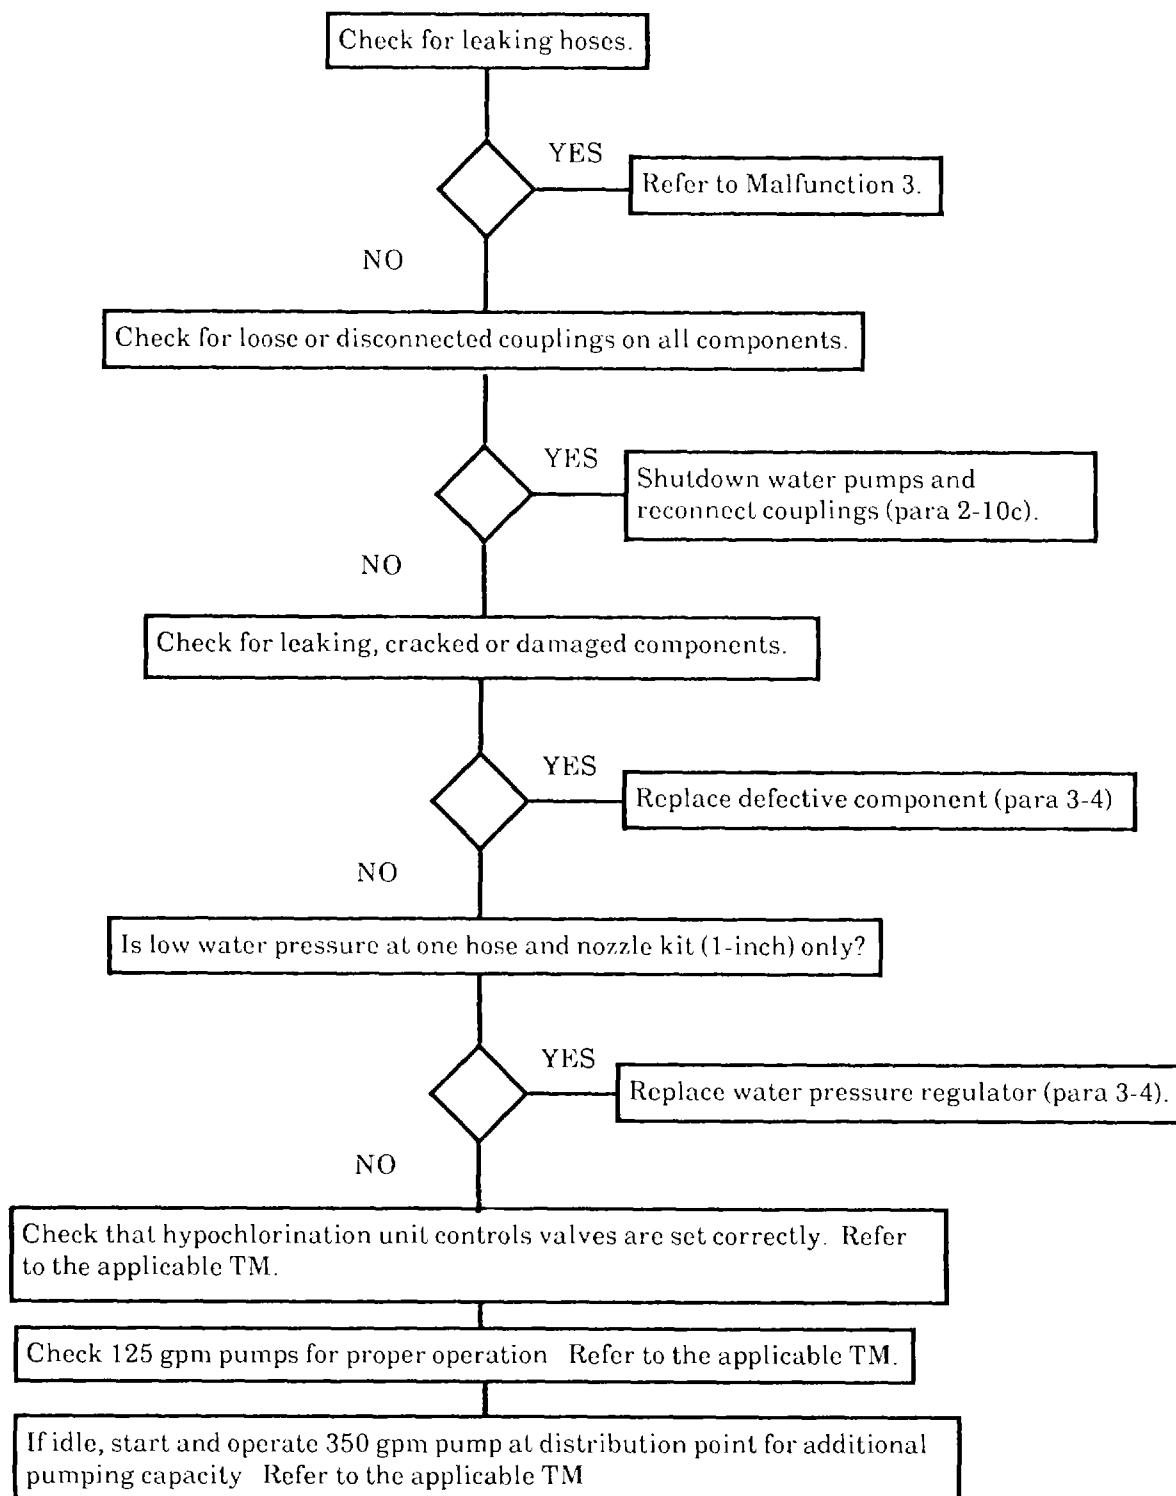 Check for leaking hoses.
YES
Refer to Malfunction 3.
NO
Check for loose or disconnected couplings on all components.
YES
Shutdown water pumps and
reconnect couplings (para 2-10c).
NO
Check for leaking, cracked or damaged components.
YES
Replace defective component (para 3-4)
NO
Is low water pressure at one hose and nozzle kit (1-inch) only?
YES
Replace water pressure regulator (para 3-4).
NO
Check that hypochlorination unit controls valves are set correctly. Refer
to the applicable TM.
Check 125 gpm pumps for proper operation Refer to the applicable TM.
If idle, start and operate 350 gpm pump at distribution point for additional
pumping capacity Refer to the applicable TM